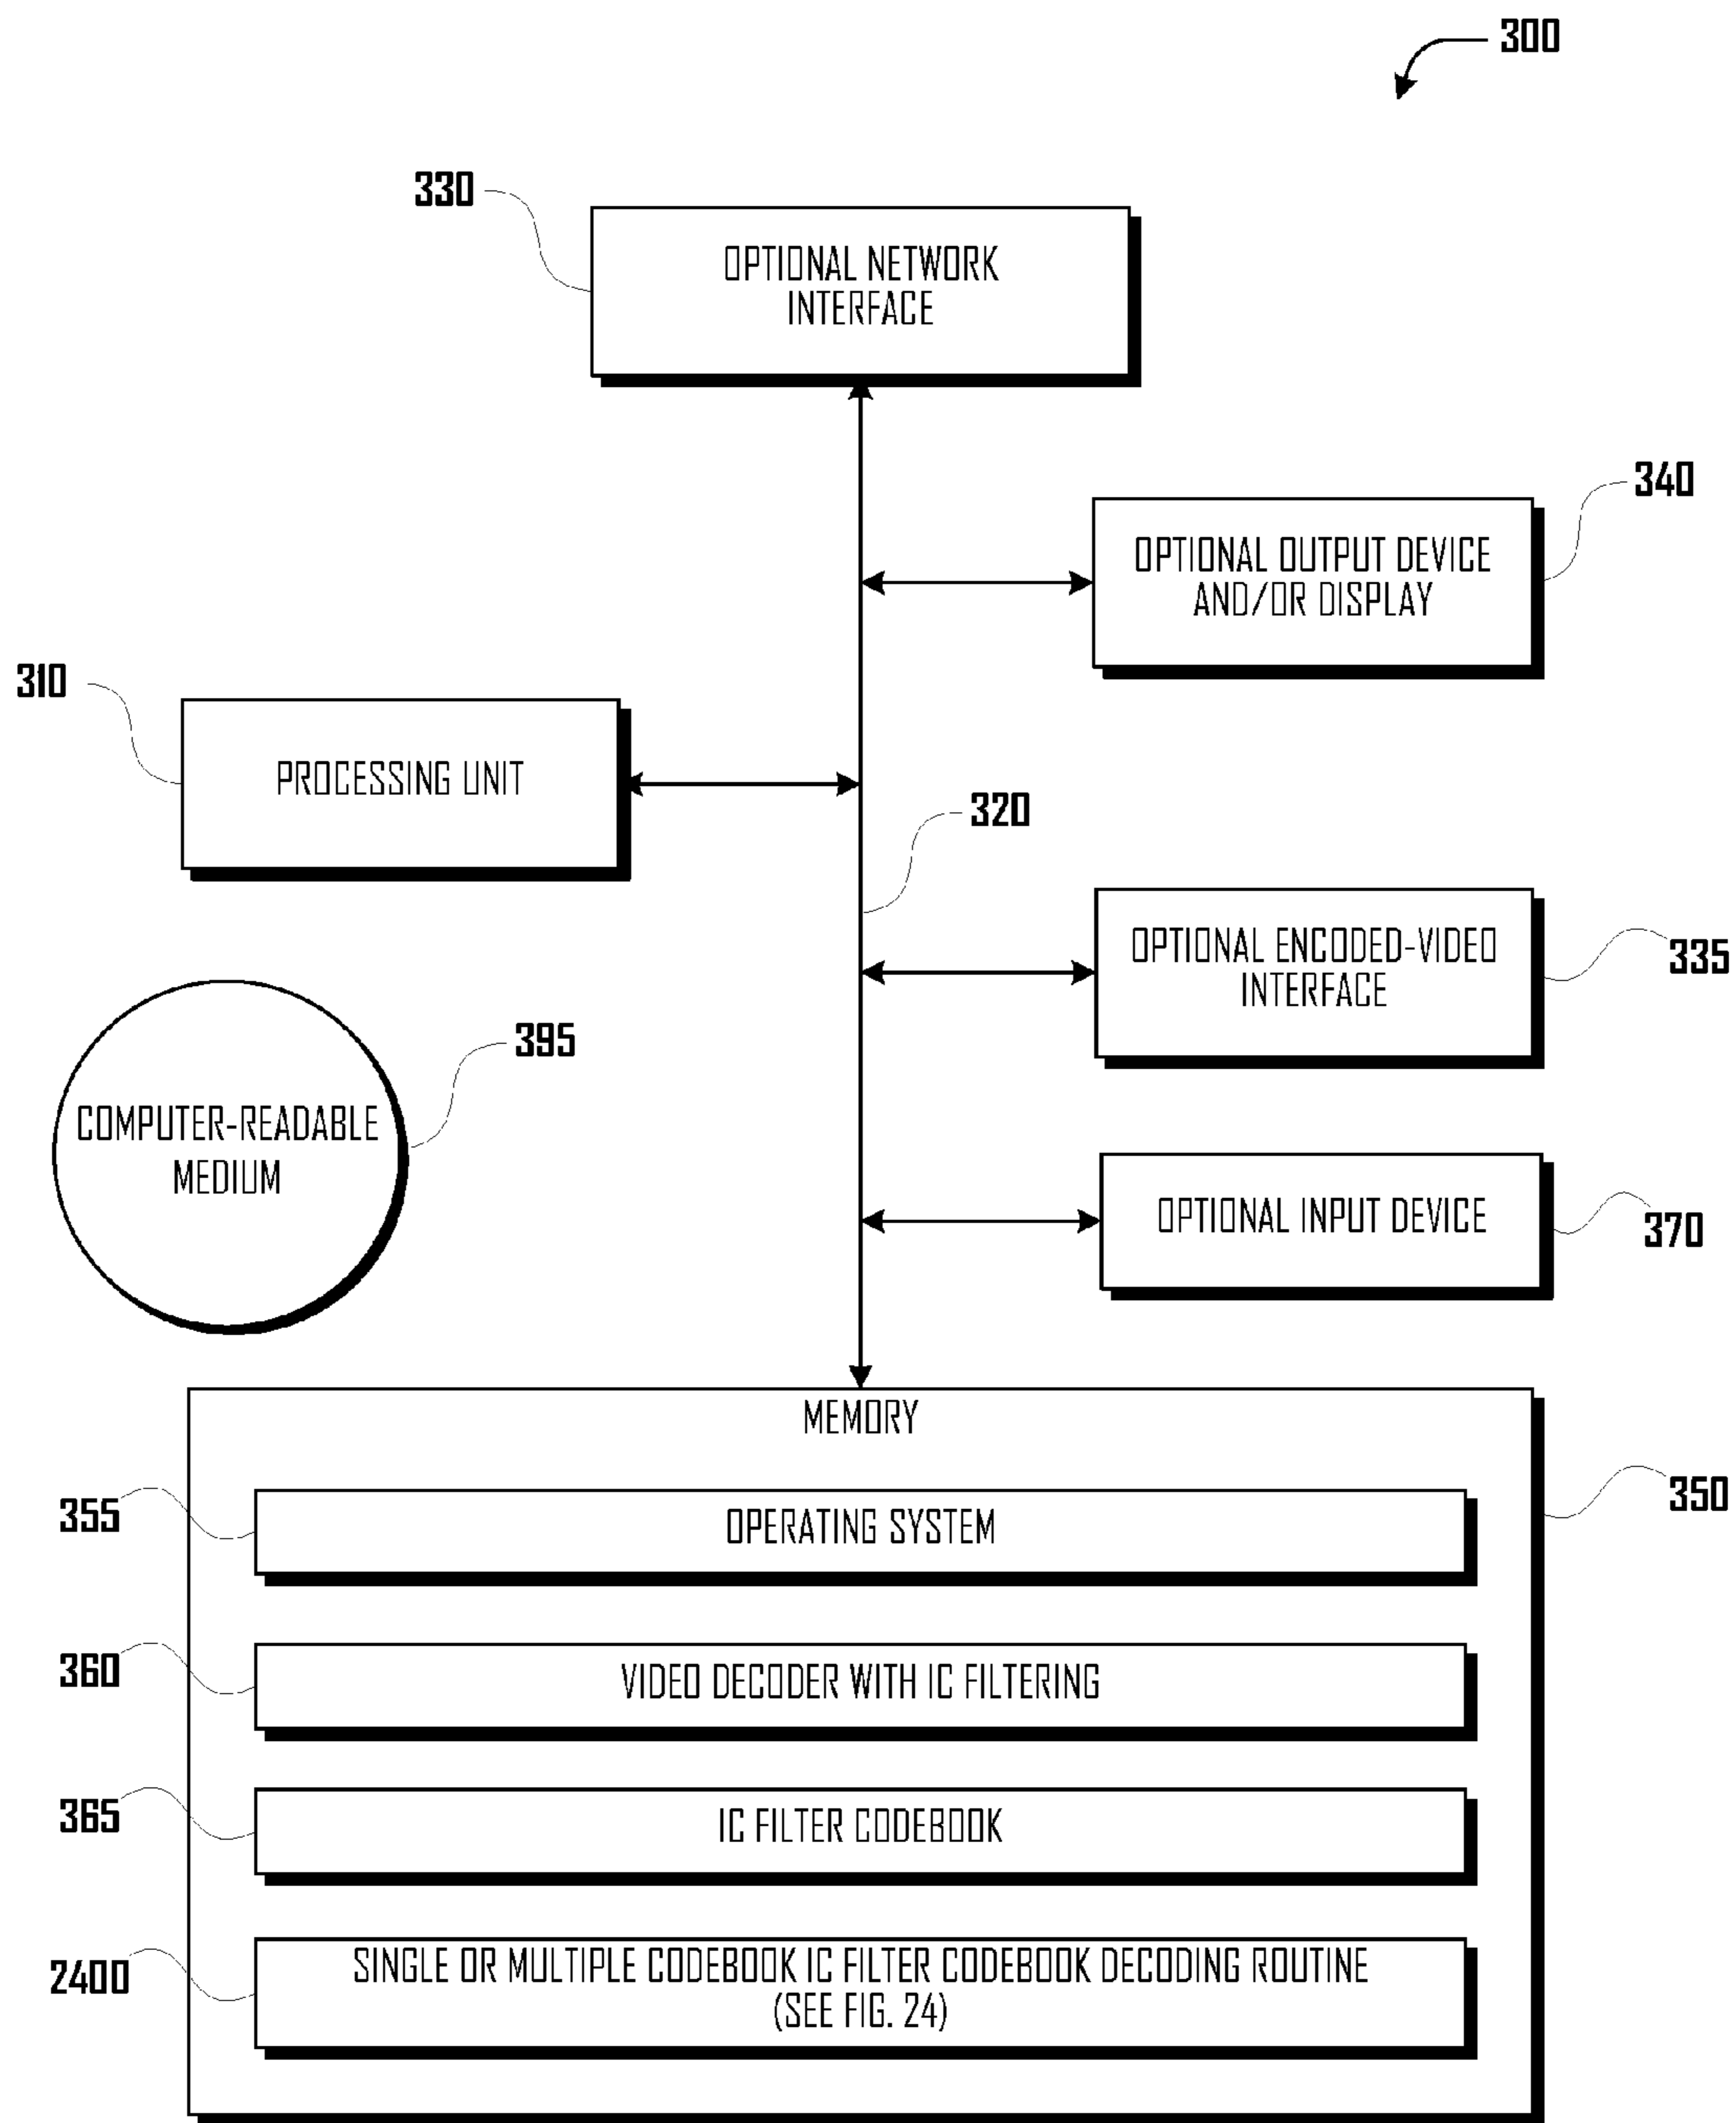 300
330
OPTIONAL NETWORK
INTERFACE
340
OPTIONAL OUTPUT DEVICE
AND/OR DISPLAY
310
PROCESSING UNIT
320
OPTIONAL ENCODED-VIDEO
INTERFACE
335
395
COMPUTER-READABLE
MEDIUM
OPTIONAL INPUT DEVICE
370
MEMORY
350
355
OPERATING SYSTEM
360
VIDEO DECODER WITH IC FILTERING
365
IC FILTER CODEBOOK
2400
SINGLE OR MULTIPLE CODEBOOK IC FILTER CODEBOOK DECODING ROUTINE
(SEE FIG. 24)